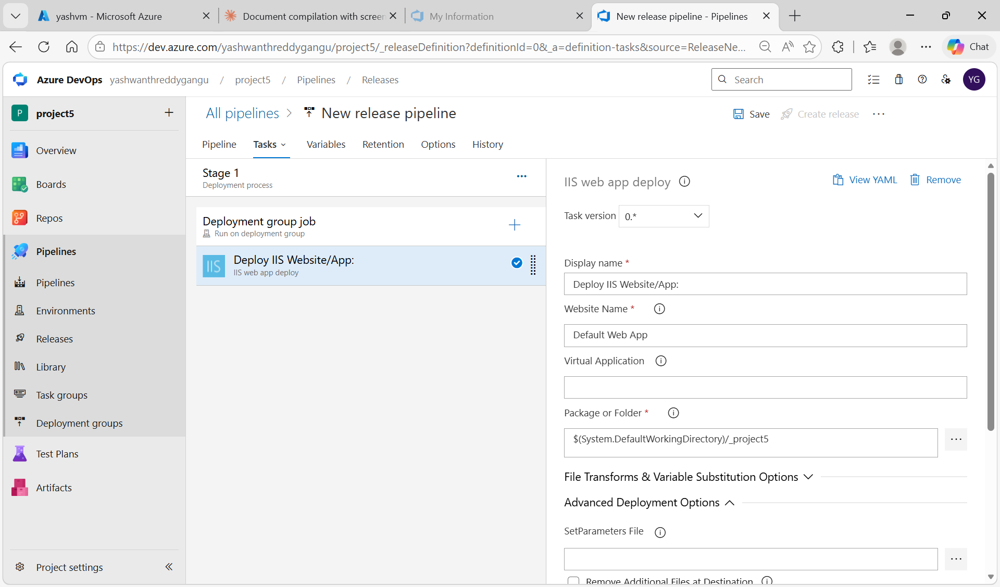 yashvm - Microsoft Azure
Document compilation with screen
My Information
New release pipeline - Pipelines
https://dev.azure.com/yashwanthreddygangu/project5/_releaseDefinition?definitionId=0&_a=definition-tasks&source=ReleaseNe...
Chat
Azure DevOps yashwanthreddygangu / project5 / Pipelines / Releases
Search
YG
P project5
All pipelines > New release pipeline
Save
Create release
Pipeline
Tasks
Variables
Retention
Options
History
Overview
Boards
Repos
Pipelines
Pipelines
Environments
Releases
Library
Task groups
Deployment groups
Test Plans
Artifacts
Project settings
Stage 1
Deployment process
Deployment group job
Run on deployment group
IIS
Deploy IIS Website/App:
IIS web app deploy
IIS web app deploy
View YAML
Remove
Task version 0.*
Display name *
Deploy IIS Website/App:
Website Name *
Default Web App
Virtual Application
Package or Folder *
$(System.DefaultWorkingDirectory)/_project5
File Transforms & Variable Substitution Options
Advanced Deployment Options
SetParameters File
Remove Additional Files at Destination